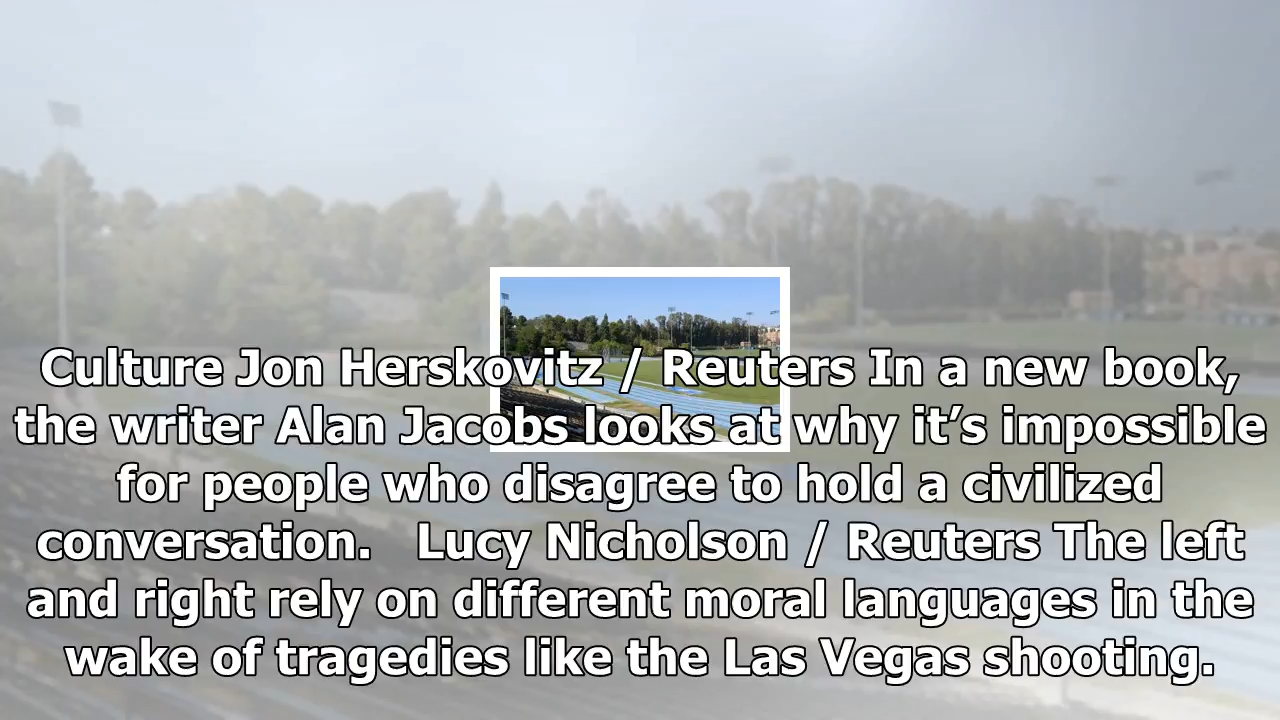 Culture Jon Herskovitz / Reuters In a new book,
the writer Alan Jacobs looks at why it’s impossible
for people who disagree to hold a civilized
conversation.   Lucy Nicholson / Reuters The left
and right rely on different moral languages in the
wake of tragedies like the Las Vegas shooting.